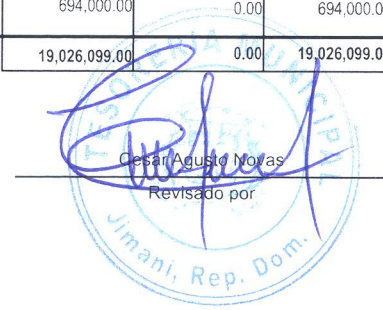 694,000.00 0.00 694,000.0
19,026,099.00 0.00 19,026,099.0
TESORERIA MUNICIPAL
Cesar Agusto Novas
Revisado por
Jimani, Rep. Dom.